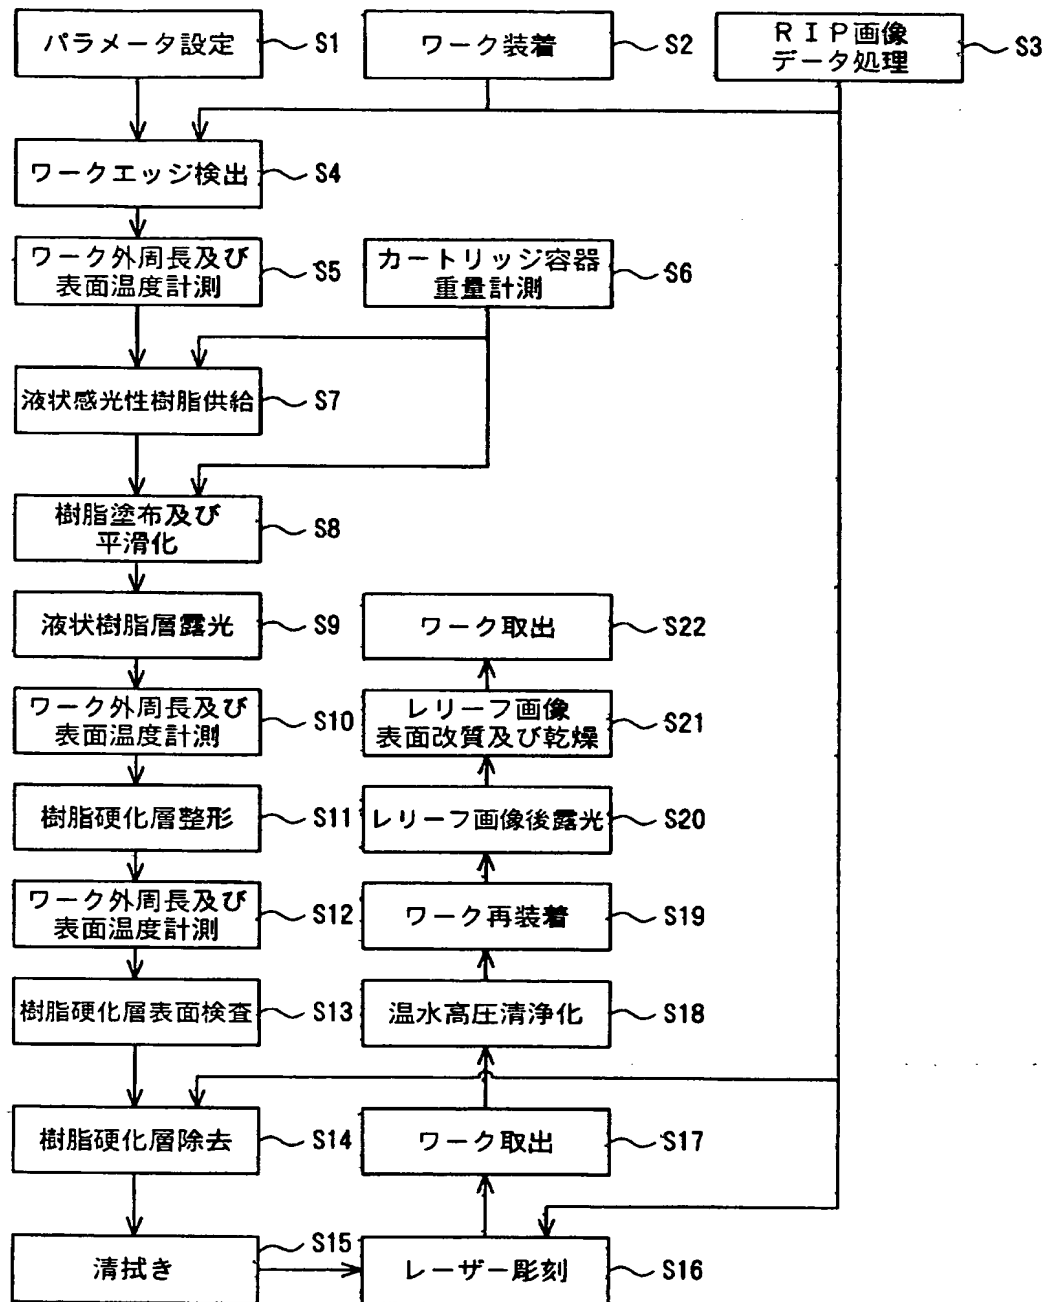 パラメータ設定
S1
ワーク装着
S2
RIP画像
データ処理
S3
ワークエッジ検出
S4
ワーク外周長及び
表面温度計測
S5
カートリッジ容器
重量計測
S6
液状感光性樹脂供給
S7
樹脂塗布及び
平滑化
S8
液状樹脂層露光
S9
ワーク取出
S22
ワーク外周長及び
表面温度計測
S10
レリーフ画像
表面改質及び乾燥
S21
樹脂硬化層整形
S11
レリーフ画像後露光
S20
ワーク外周長及び
表面温度計測
S12
ワーク再装着
S19
樹脂硬化層表面検査
S13
温水高圧清浄化
S18
樹脂硬化層除去
S14
ワーク取出
S17
清拭き
S15
レーザー彫刻
S16